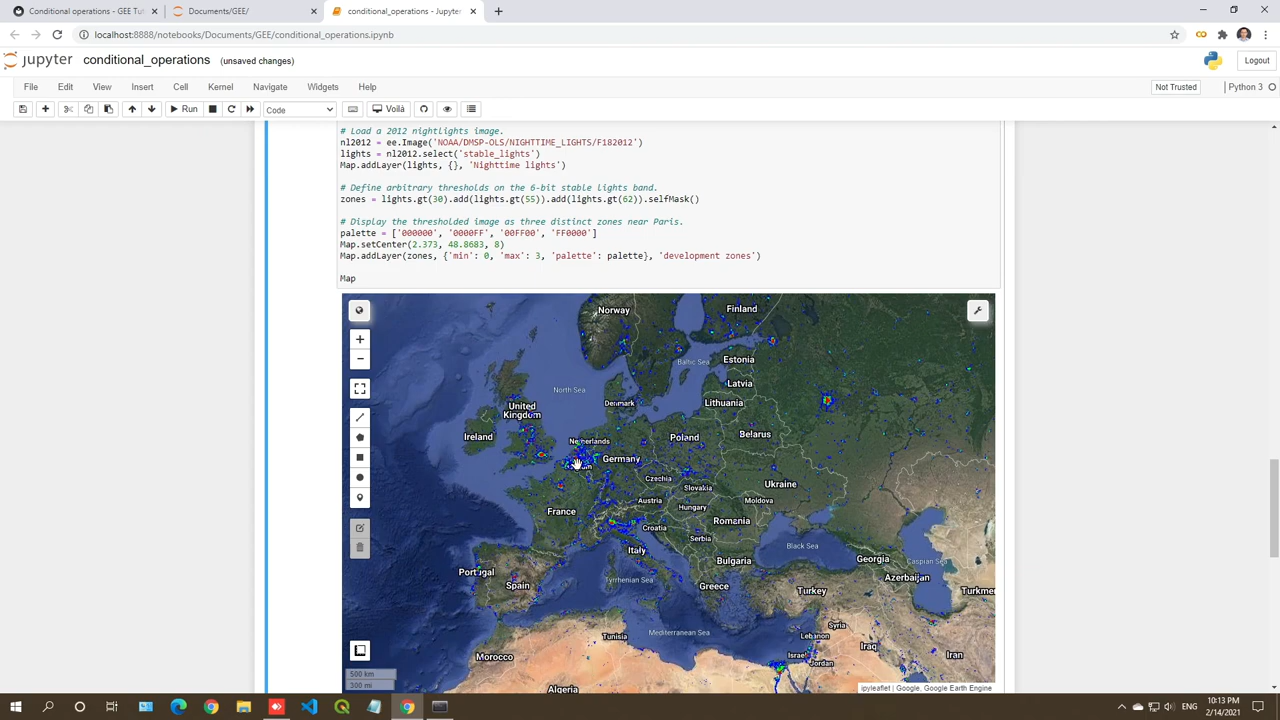 Conditional operations - GEE Tut
Documents/GEE/
conditional_operations - Jupyter
localhost:8888/notebooks/Documents/GEE/conditional_operations.ipynb
jupyter conditional_operations (unsaved changes)
Logout
File Edit View Insert Cell Kernel Navigate Widgets Help
Not Trusted
Python 3
Run
Code
Voilà
# Load a 2012 nightlights image.
nl2012 = ee.Image('NOAA/DMSP-OLS/NIGHTTIME_LIGHTS/F182012')
lights = nl2012.select('stable_lights')
Map.addLayer(lights, {}, 'Nighttime lights')
# Define arbitrary thresholds on the 6-bit stable lights band.
zones = lights.gt(30).add(lights.gt(55)).add(lights.gt(62)).selfMask()
# Display the thresholded image as three distinct zones near Paris.
palette = ['000000', '0000FF', '00FF00', 'FF0000']
Map.setCenter(2.373, 48.8683, 8)
Map.addLayer(zones, {'min': 0, 'max': 3, 'palette': palette}, 'development zones')
Map
Norway
Finland
Estonia
Baltic Sea
Latvia
North Sea
Denmark
Lithuania
United
Kingdom
Ireland
Netherlands
Poland
Belarus
Germany
Czechia
Ukraine
Slovakia
Austria
Moldova
Hungary
France
Romania
Croatia
Serbia
Black Sea
Italy
Bulgaria
Georgia
Caspian Sea
Portugal
Spain
Tyrrhenian Sea
Greece
Azerbaijan
Turkey
Turkmen
Syria
Tunisia
Mediterranean Sea
Lebanon
Iraq
Israel
Iran
Morocco
Jordan
Algeria
500 km
300 mi
ipyleaflet | Google, Google Earth Engine
ENG
10:13 PM
2/14/2021